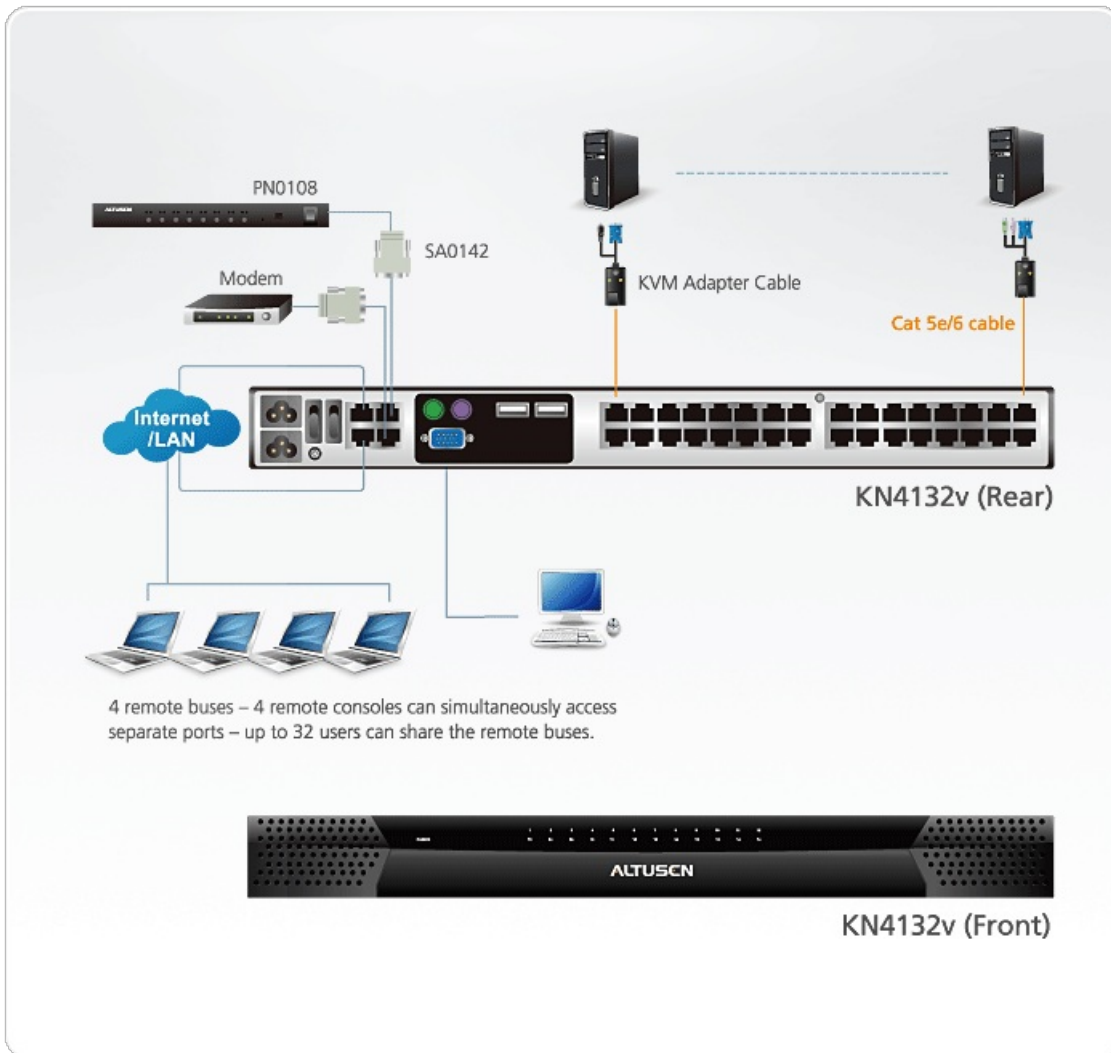 PN0108
ALTUSEN
SA0142
Modem
KVM Adapter Cable
Cat 5e/6 cable
Internet
/LAN
KN4132v (Rear)
4 remote buses – 4 remote consoles can simultaneously access
separate ports – up to 32 users can share the remote buses.
ALTUSEN
KN4132v (Front)